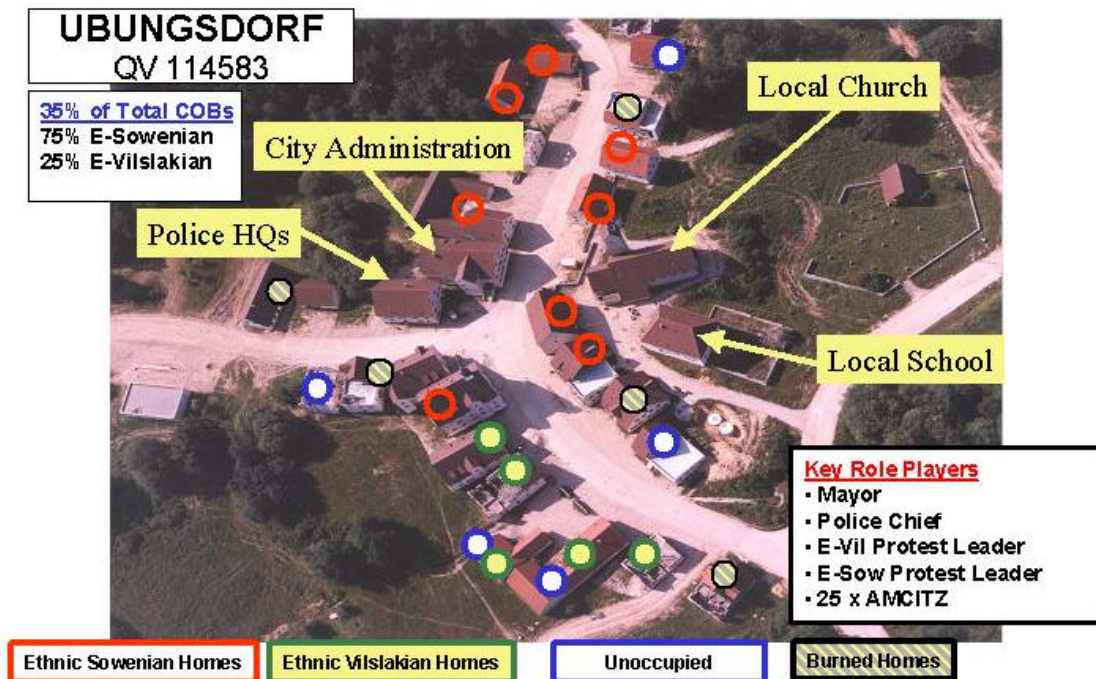 UBUNGSDORF
QV 114583
35% of Total COBs
75% E-Sowenian
25% E-Vilslakian
Local Church
City Administration
Police HQs
Local School
Key Role Players
▪ Mayor
▪ Police Chief
▪ E-Vil Protest Leader
▪ E-Sow Protest Leader
▪ 25 x AMCITZ
Ethnic Sowenian Homes
Ethnic Vilslakian Homes
Unoccupied
Burned Homes